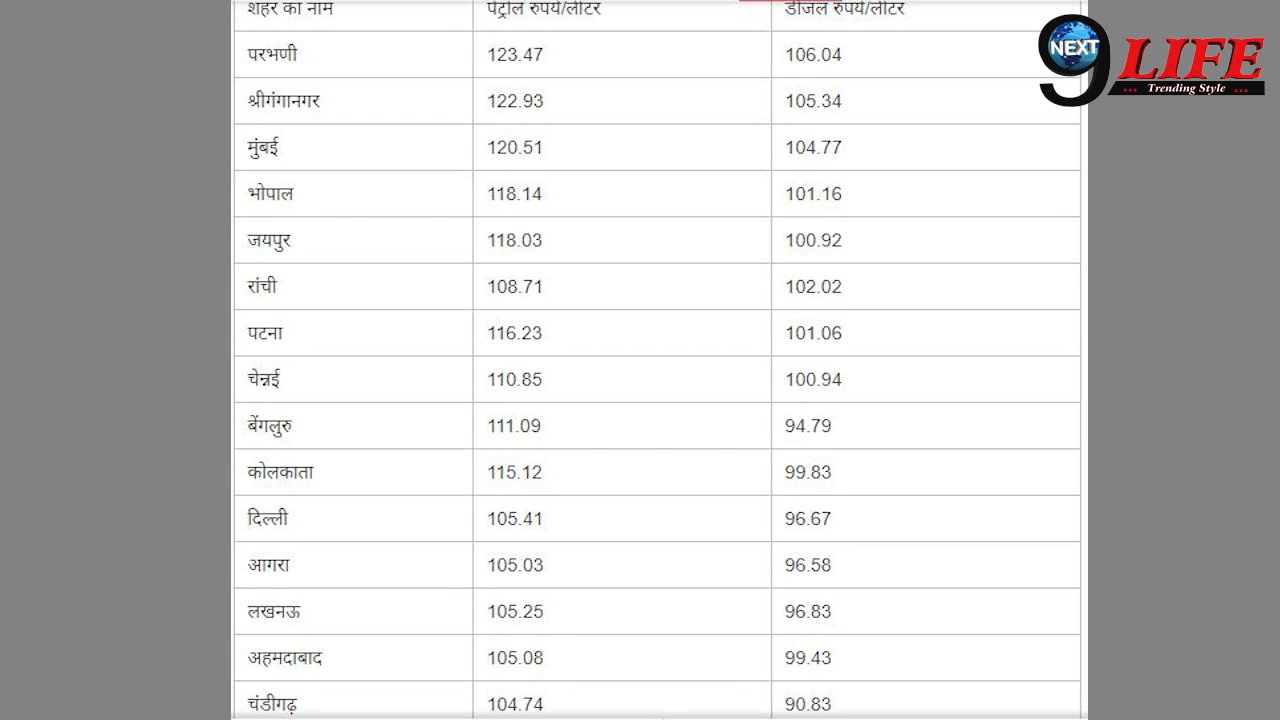 शहर का नाम पेट्रोल रुपये/लीटर डीजल रुपये/लीटर
परभणी 123.47 106.04
श्रीगंगानगर 122.93 105.34
मुंबई 120.51 104.77
भोपाल 118.14 101.16
जयपुर 118.03 100.92
रांची 108.71 102.02
पटना 116.23 101.06
चेन्नई 110.85 100.94
बेंगलुरु 111.09 94.79
कोलकाता 115.12 99.83
दिल्ली 105.41 96.67
आगरा 105.03 96.58
लखनऊ 105.25 96.83
अहमदाबाद 105.08 99.43
चंडीगढ़ 104.74 90.83
NEXT
9 LIFE
... Trending Style ...